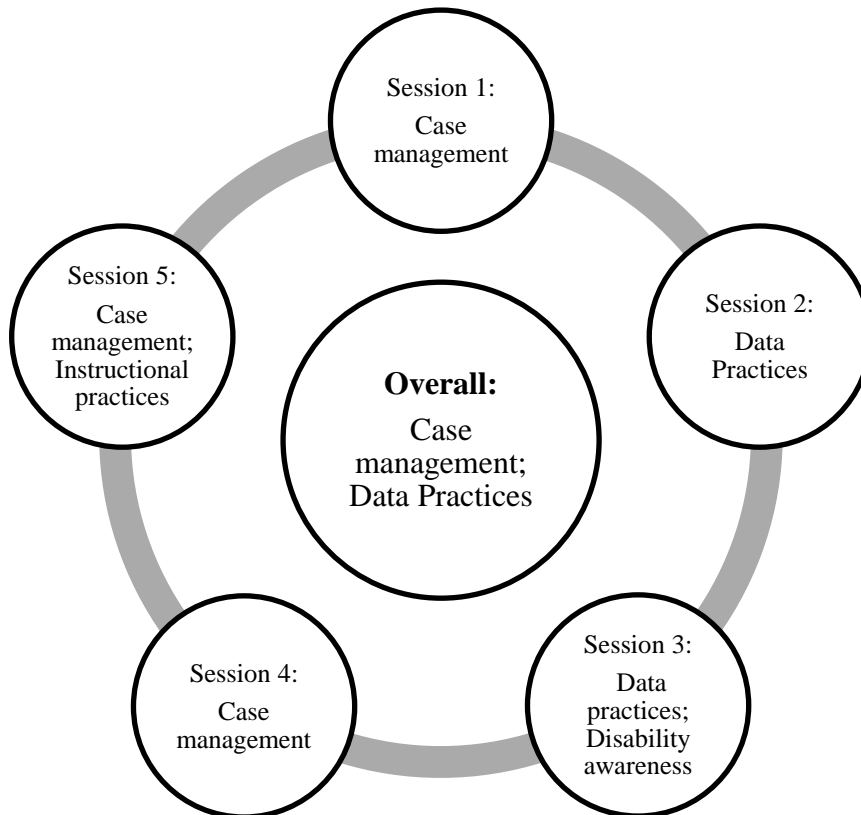 Session 1:
Case
management
Session 2:
Data
Practices
Session 3:
Data
practices;
Disability
awareness
Session 4:
Case
management
Session 5:
Case
management;
Instructional
practices
Overall:
Case
management;
Data Practices